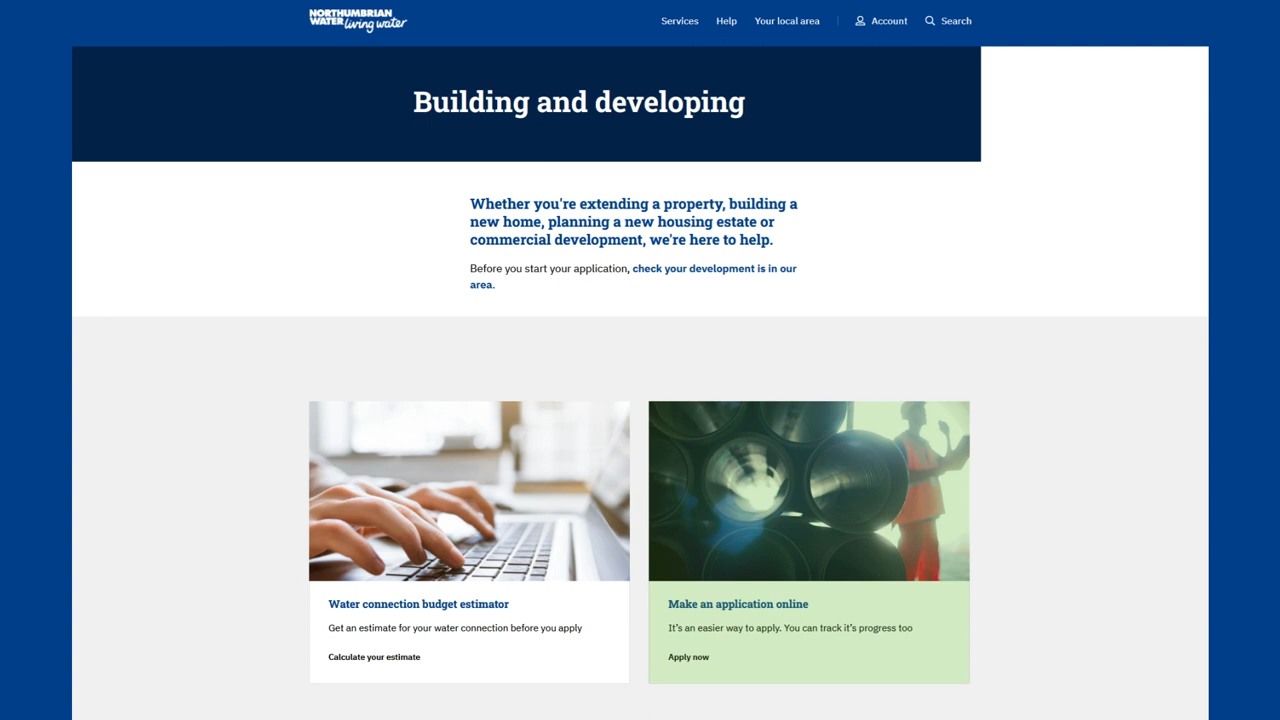 NORTHUMBRIAN
WATER living water
Services
Help
Your local area
Account
Search
Building and developing
Whether you're extending a property, building a
new home, planning a new housing estate or
commercial development, we're here to help.
Before you start your application, check your development is in our
area.
Water connection budget estimator
Get an estimate for your water connection before you apply
Calculate your estimate
Make an application online
It's an easier way to apply. You can track it's progress too
Apply now